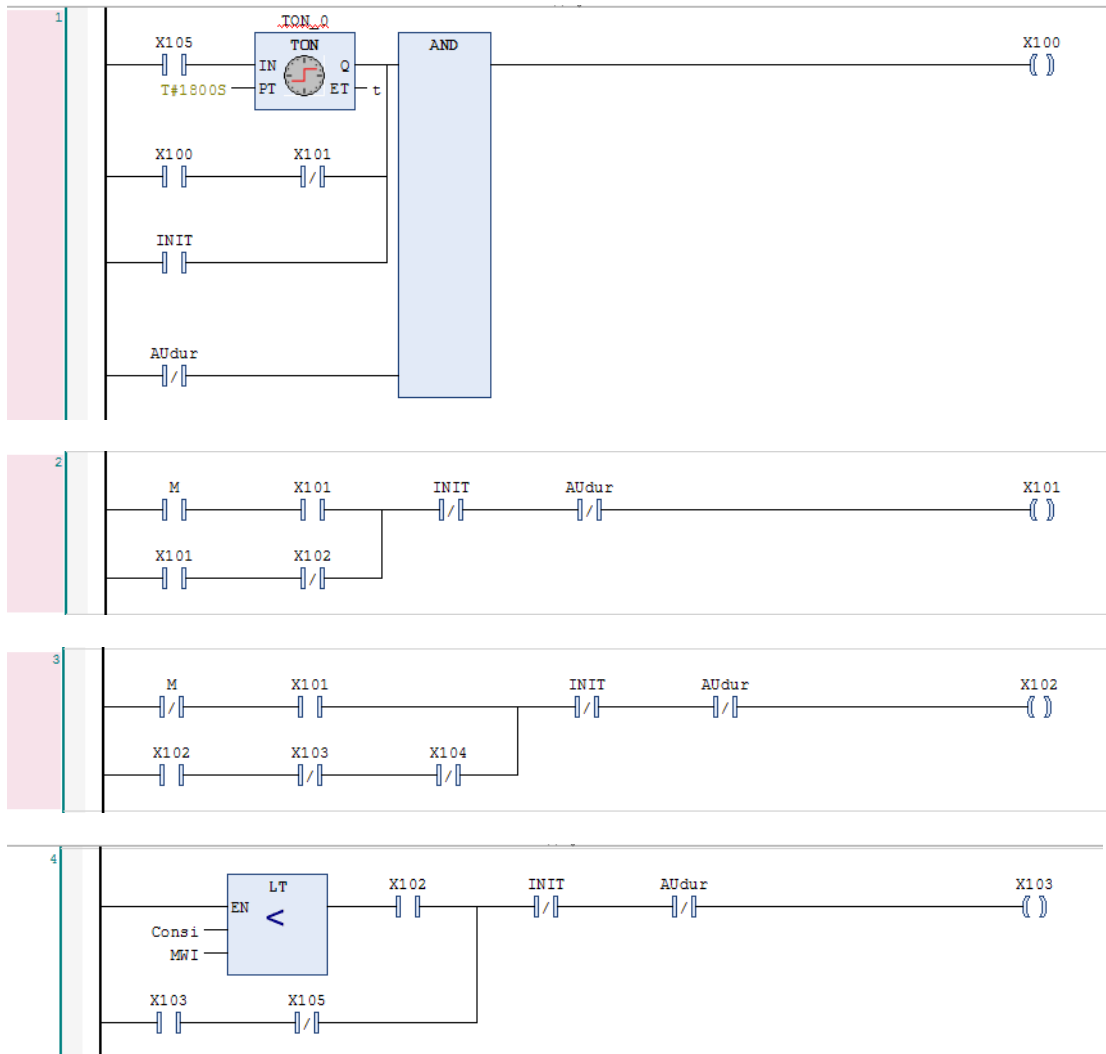 1
TON_0
X105 TON AND X100
IN Q
T#1800S PT ET t
X100 X101
INIT
AUdur
2
M X101 INIT AUdur X101
X101 X102
3
M X101 INIT AUdur X102
X102 X103 X104
4
LT X102 INIT AUdur X103
EN <
Consi
MWI
X103 X105